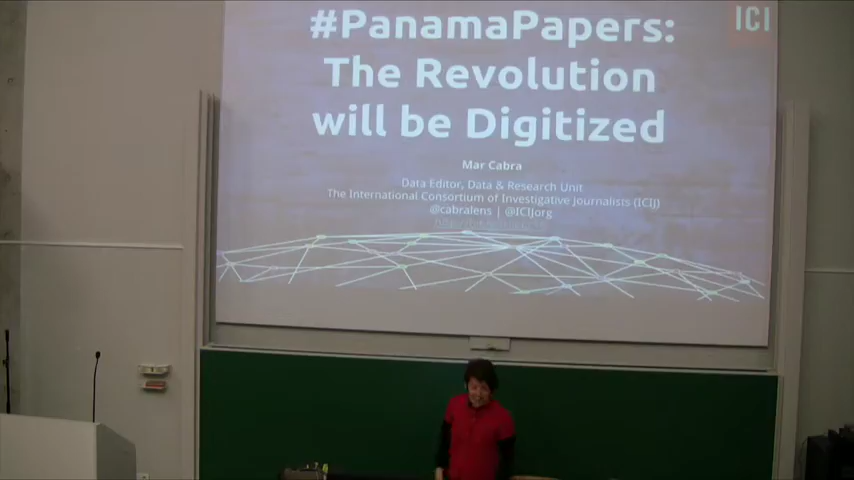 ICI
#PanamaPapers:
The Revolution
will be Digitized
Mar Cabra
Data Editor, Data & Research Unit
The International Consortium of Investigative Journalists (ICIJ)
@cabralens | @ICIJorg